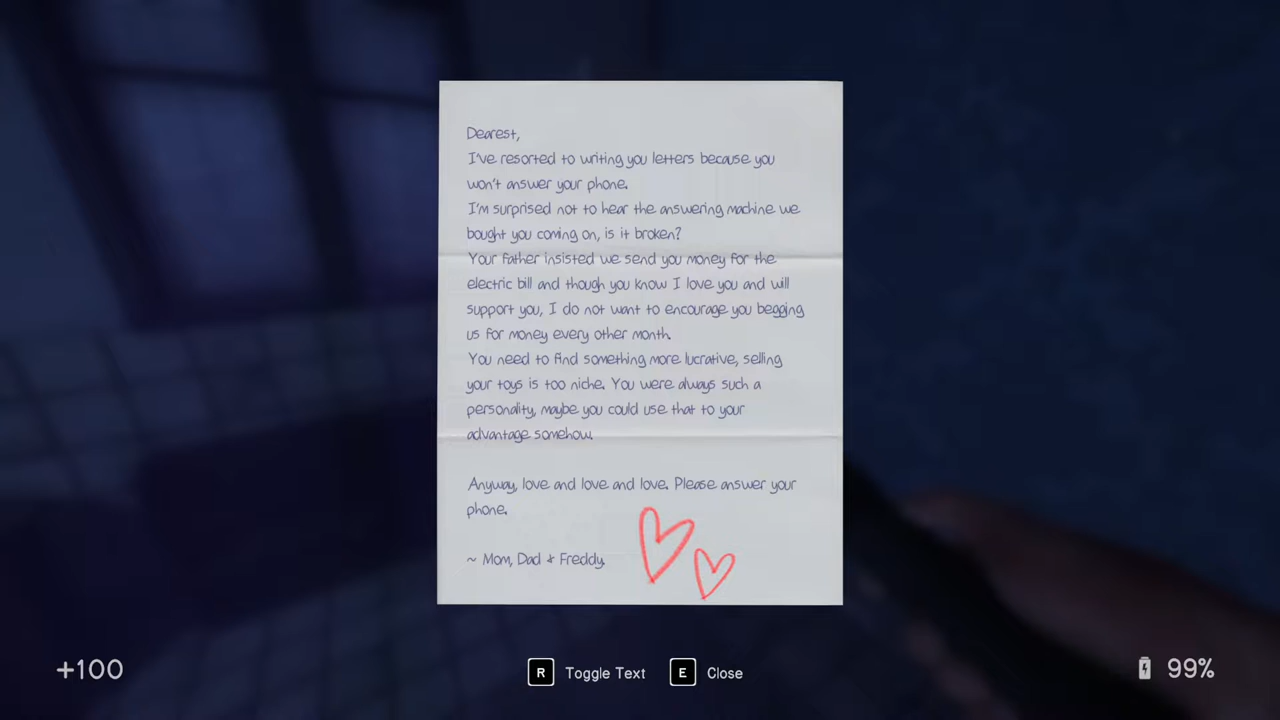 Dearest,
I've resorted to writing you letters because you
won't answer your phone.
I'm surprised not to hear the answering machine we
bought you coming on, is it broken?
Your father insisted we send you money for the
electric bill and though you know I love you and will
support you, I do not want to encourage you begging
us for money every other month.
You need to find something more lucrative, selling
your toys is too niche. You were always such a
personality, maybe you could use that to your
advantage somehow.
Anyway, love and love and love. Please answer your
phone.
~ Mom, Dad & Freddy.
+100
R Toggle Text E Close
99%